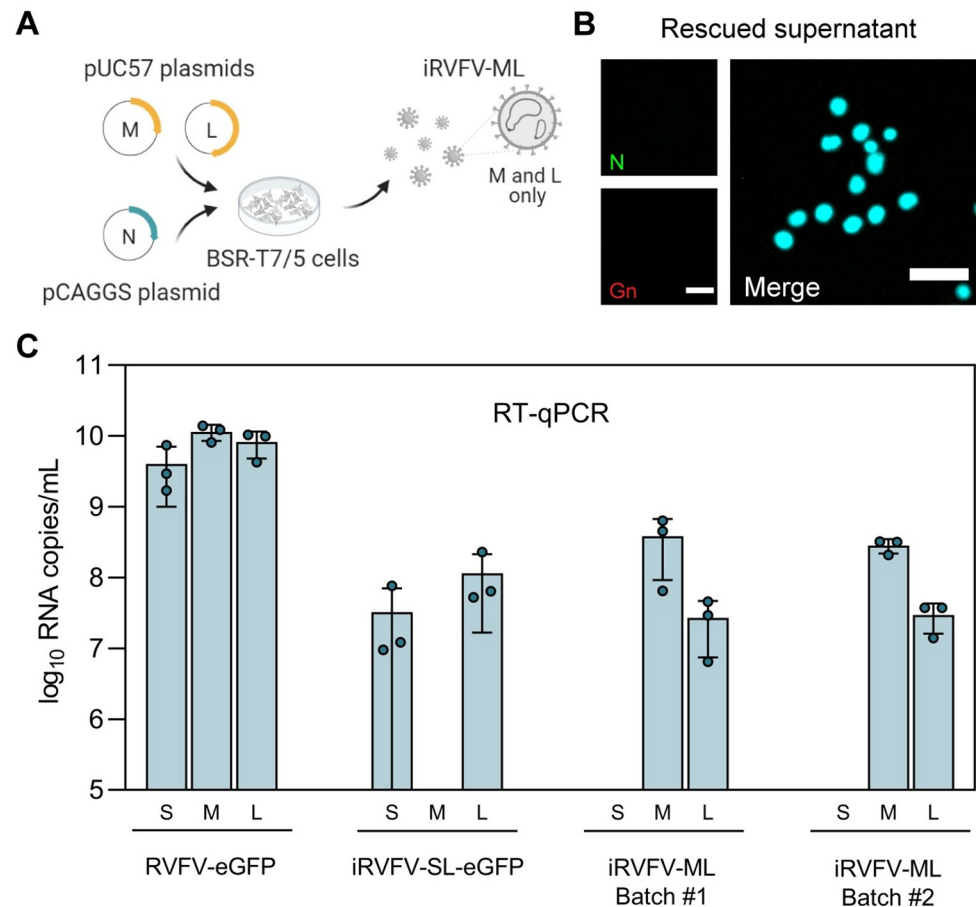 A
pUC57 plasmids
M
L
N
pCAGGS plasmid
BSR-T7/5 cells
iRVFV-ML
M and L
only
B
Rescued supernatant
N
Gn
Merge
C
RT-qPCR
log10 RNA copies/mL
11
10
9
8
7
6
5
S M L S M L S M L S M L
RVFV-eGFP
iRVFV-SL-eGFP
iRVFV-ML
Batch #1
iRVFV-ML
Batch #2